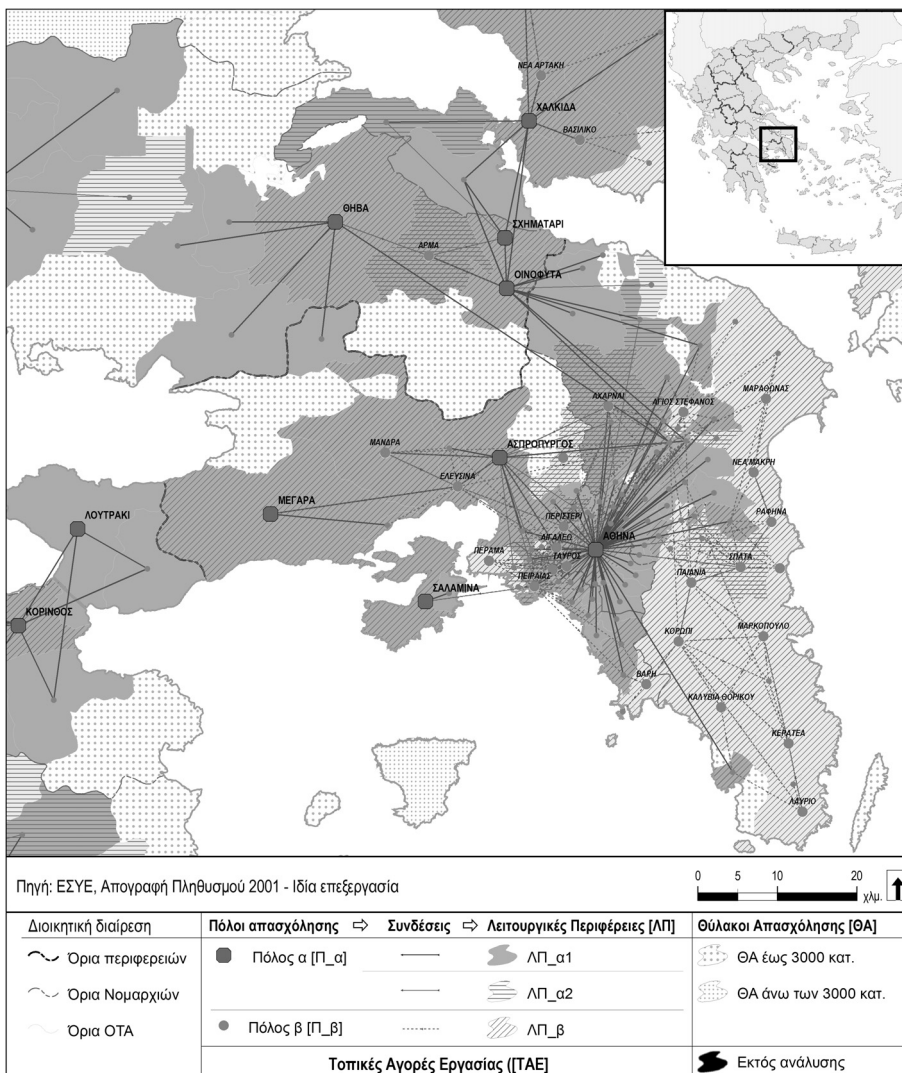 ΝΕΑ ΑΡΤΑΚΗ
ΧΑΛΚΙΔΑ
ΒΑΣΙΛΙΚΟ
ΘΗΒΑ
ΣΧΗΜΑΤΑΡΙ
ΑΡΜΑ
ΟΙΝΟΦΥΤΑ
ΑΧΑΡΝΑΙ
ΑΓΙΟΣ ΣΤΕΦΑΝΟΣ
ΜΑΡΑΘΩΝΑΣ
ΜΑΝΔΡΑ
ΑΣΠΡΟΠΥΡΓΟΣ
ΕΛΕΥΣΙΝΑ
ΝΕΑ ΜΑΚΡΗ
ΜΕΓΑΡΑ
ΛΟΥΤΡΑΚΙ
ΠΕΡΙΣΤΕΡΙ
ΡΑΦΗΝΑ
ΑΙΓΑΛΕΩ
ΑΘΗΝΑ
ΠΕΡΑΜΑ
ΤΑΥΡΟΣ
ΣΠΑΤΑ
ΠΕΙΡΑΙΑΣ
ΠΑΙΑΝΙΑ
ΣΑΛΑΜΙΝΑ
ΚΟΡΙΝΘΟΣ
ΚΟΡΩΠΙ
ΜΑΡΚΟΠΟΥΛΟ
ΒΑΡΗ
ΚΑΛΥΒΙΑ ΘΟΡΙΚΟΥ
ΚΕΡΑΤΕΑ
ΛΑΥΡΙΟ
Πηγή: ΕΣΥΕ, Απογραφή Πληθυσμού 2001 - Ιδία επεξεργασία
0 5 10 20
χλμ.
Διοικητική διαίρεση
Όρια περιφερειών
Όρια Νομαρχιών
Όρια ΟΤΑ
Πόλοι απασχόλησης ⇨ Συνδέσεις ⇨ Λειτουργικές Περιφέρειες [ΛΠ]
Πόλος α [Π_α] ΛΠ_α1
ΛΠ_α2
Πόλος β [Π_β] ΛΠ_β
Τοπικές Αγορές Εργασίας ([ΤΑΕ]
Θύλακοι Απασχόλησης [ΘΑ]
ΘΑ έως 3000 κατ.
ΘΑ άνω των 3000 κατ.
Εκτός ανάλυσης